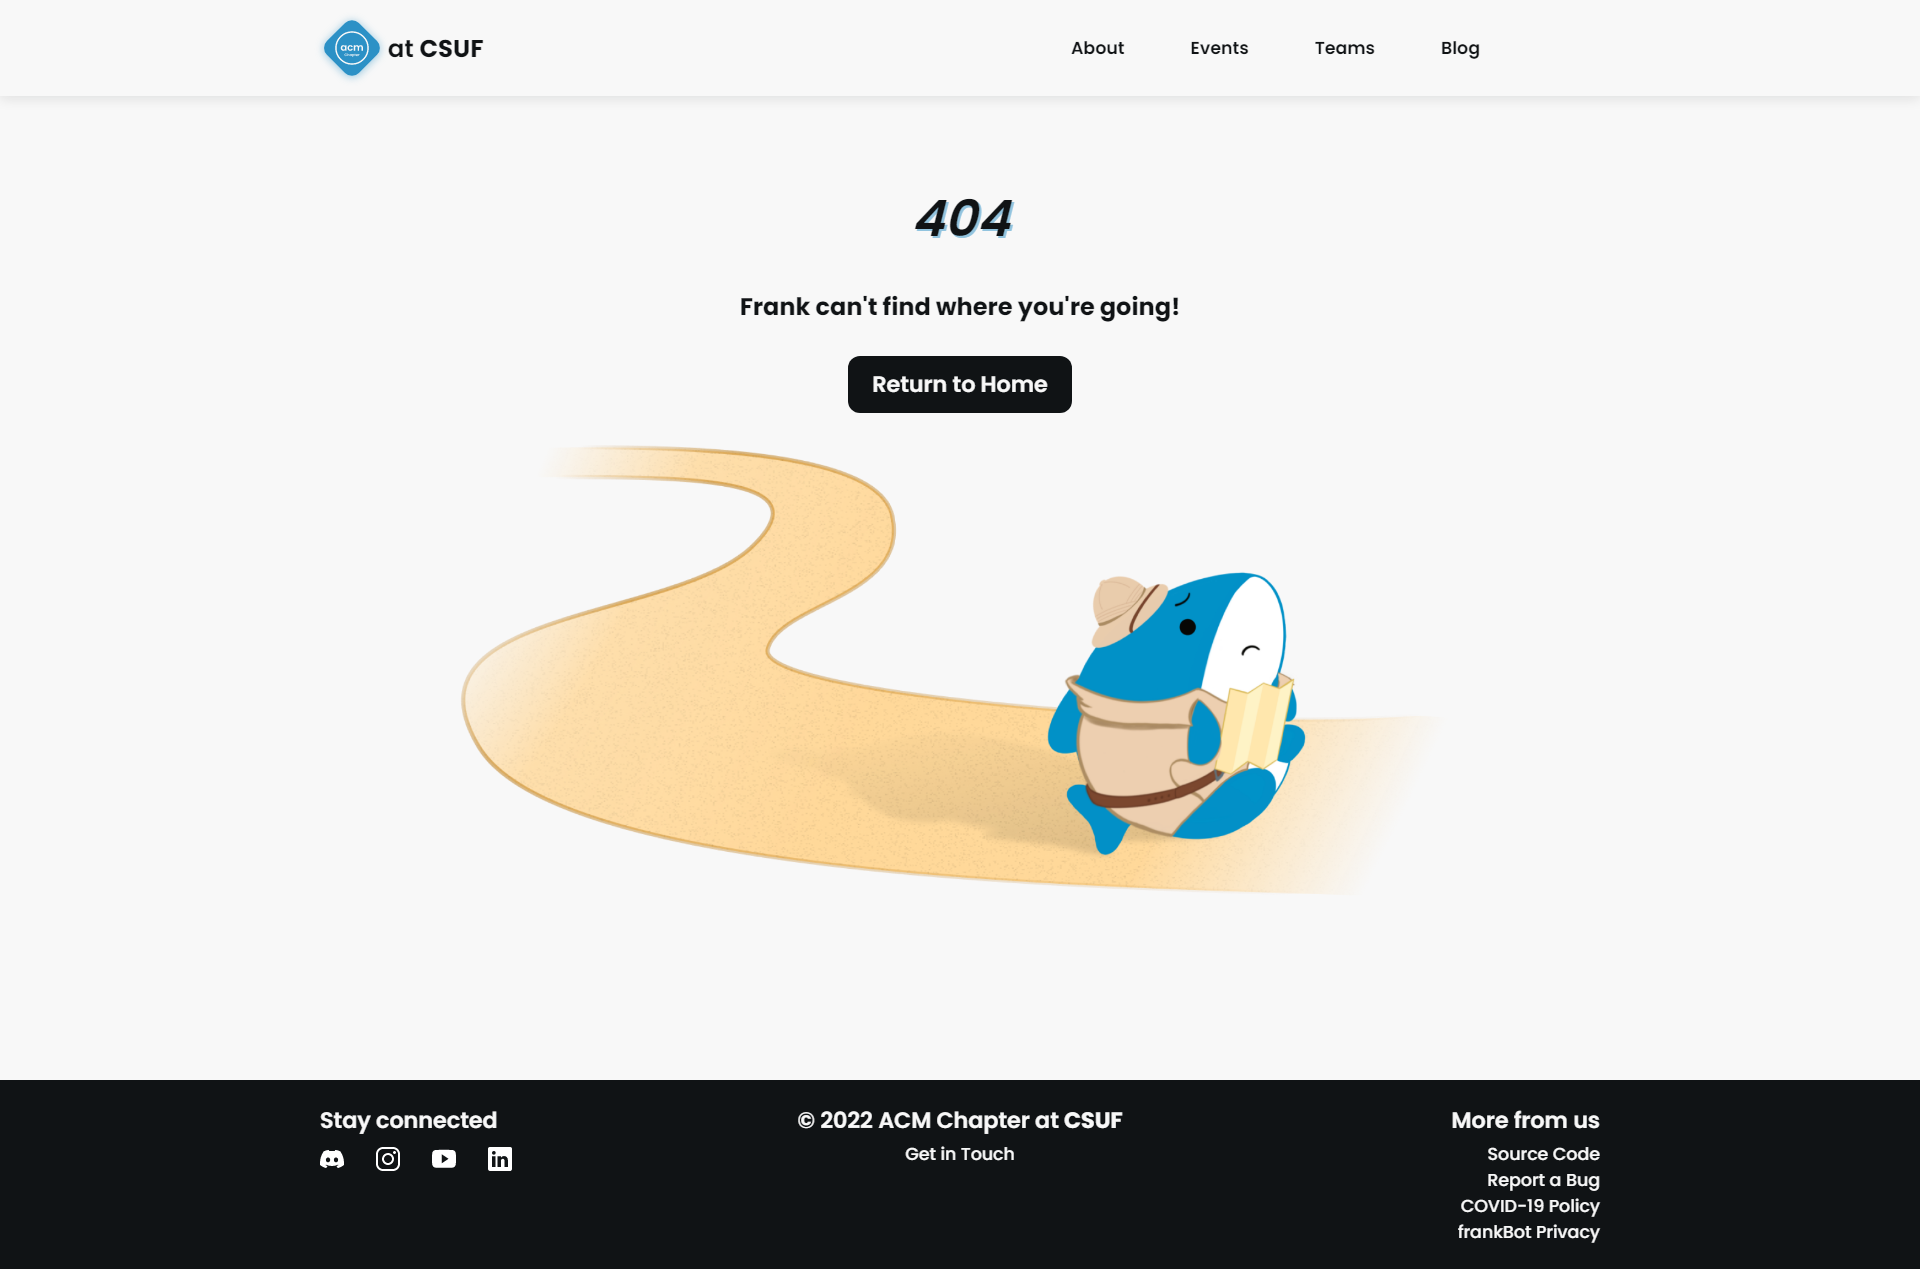 acm
Chapter
at CSUF
About
Events
Teams
Blog
404
Frank can't find where you're going!
Return to Home
Stay connected
© 2022 ACM Chapter at CSUF
Get in Touch
More from us
Source Code
Report a Bug
COVID-19 Policy
frankBot Privacy